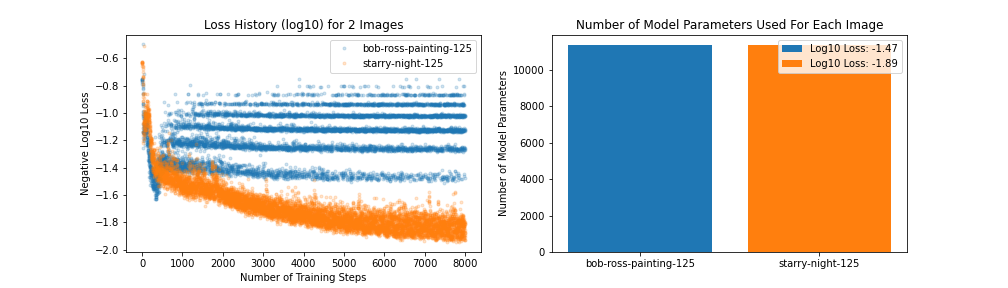 Loss History (log10) for 2 Images
Negative Log10 Loss
−0.6
−0.8
−1.0
−1.2
−1.4
−1.6
−1.8
−2.0
bob-ross-painting-125
starry-night-125
0
1000
2000
3000
4000
5000
6000
7000
8000
Number of Training Steps
Number of Model Parameters Used For Each Image
Number of Model Parameters
10000
8000
6000
4000
2000
0
Log10 Loss: -1.47
Log10 Loss: -1.89
bob-ross-painting-125
starry-night-125